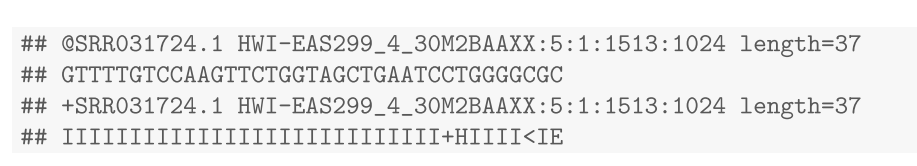 ## @SRR031724.1 HWI-EAS299_4_30M2BAAXX:5:1:1513:1024 length=37
## GTTTTGTCCAAGTTCTGGTAGCTGAATCCTGGGGCGC
## +SRR031724.1 HWI-EAS299_4_30M2BAAXX:5:1:1513:1024 length=37
## IIIIIIIIIIIIIIIIIIIIIIIIIIII+HIIII<IE